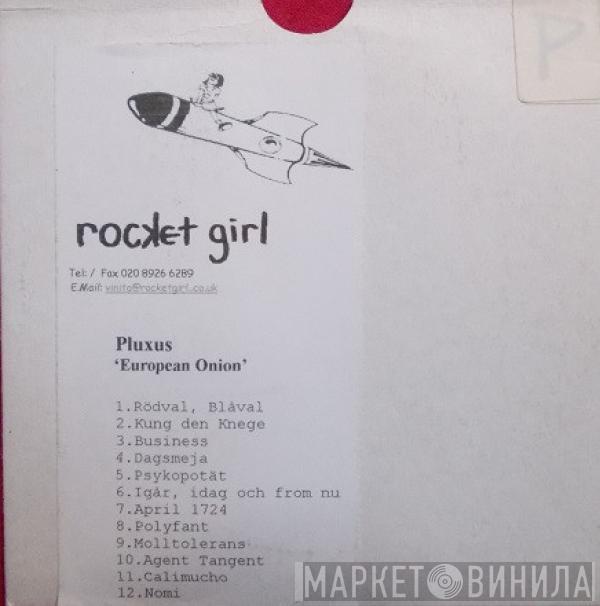 P
rocket girl
Tel: / Fax 020 8926 6289
E.Mail: vinita@rocketgirl.co.uk
Pluxus
‘European Onion’
1.Rödval, Blåval
2.Kung den Knege
3.Business
4.Dagsmeja
5.Psykopotät
6.Igår, idag och from nu
7.April 1724
8.Polyfant
9.Molltolerans
10.Agent Tangent
11.Calimucho
12.Nomi
МАРКЕТ ВИНИЛА